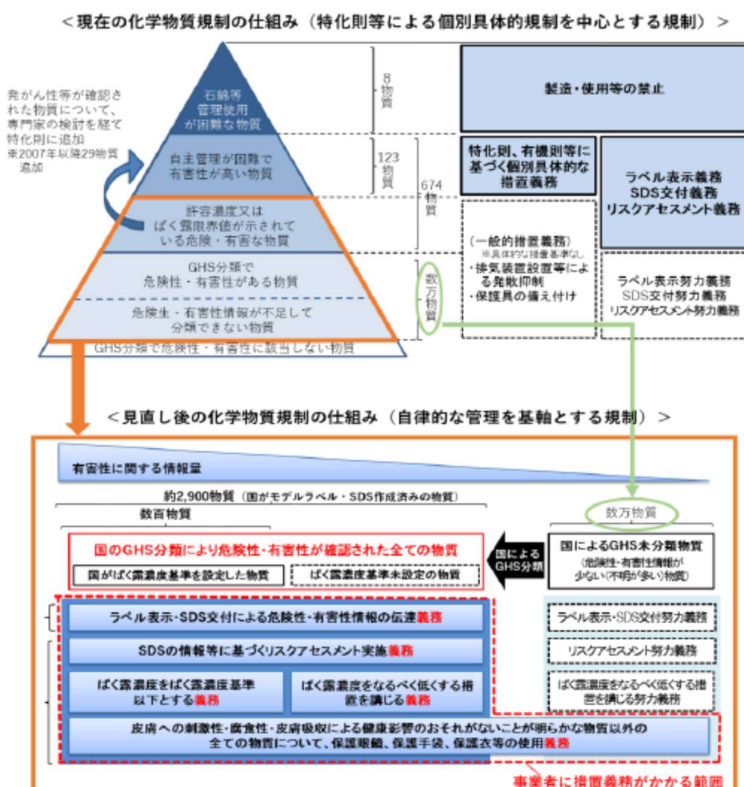 ＜現在の化学物質規制の仕組み（特化則等による個別具体的規制を中心とする規制）＞
発がん性等が確認さ
れた物質について、
専門家の検討を経て
特化則に追加
※2007年以降29物質
追加
石綿等
管理使用
が困難な物質
自主管理が困難で
有害性が高い物質
許容濃度又は
ばく露限界値が示されて
いる危険・有害な物質
GHS分類で
危険性・有害性がある物質
危険生・有害性情報が不足して
分類できない物質
GHS分類で危険性・有害性に該当しない物質
8
物
質
123
物
質
674
物
質
数
万
物
質
製造・使用等の禁止
特化則、有機則等に
基づく個別具体的な
措置義務
ラベル表示義務
SDS交付義務
リスクアセスメント義務
（一般的措置義務）
※具体的な措置基準なし
・排気装置設置等によ
る発散抑制
・保護具の備え付け
ラベル表示努力義務
SDS交付努力義務
リスクアセスメント努力義務
＜見直し後の化学物質規制の仕組み（自律的な管理を基軸とする規制）＞
有害性に関する情報量
約2,900物質（国がモデルラベル・SDS作成済みの物質）
数百物質
数万物質
国のGHS分類により危険性・有害性が確認された全ての物質
国がばく露濃度基準を設定した物質
ばく露濃度基準未設定の物質
国による
GHS分類
国によるGHS未分類物質
（危険性・有害性情報が
少ない（不明が多い）物質）
ラベル表示・SDS交付による危険性・有害性情報の伝達義務
ラベル表示・SDS交付努力義務
SDSの情報等に基づくリスクアセスメント実施義務
リスクアセスメント努力義務
ばく露濃度をばく露濃度基準
以下とする義務
ばく露濃度をなるべく低くする措
置を講じる義務
ばく露濃度をなるべく低くする措
置を講じる努力義務
皮膚への刺激性・腐食性・皮膚吸収による健康影響のおそれがないことが明らかな物質以外の
全ての物質について、保護眼鏡、保護手袋、保護衣等の使用義務
事業者に措置義務がかかる範囲